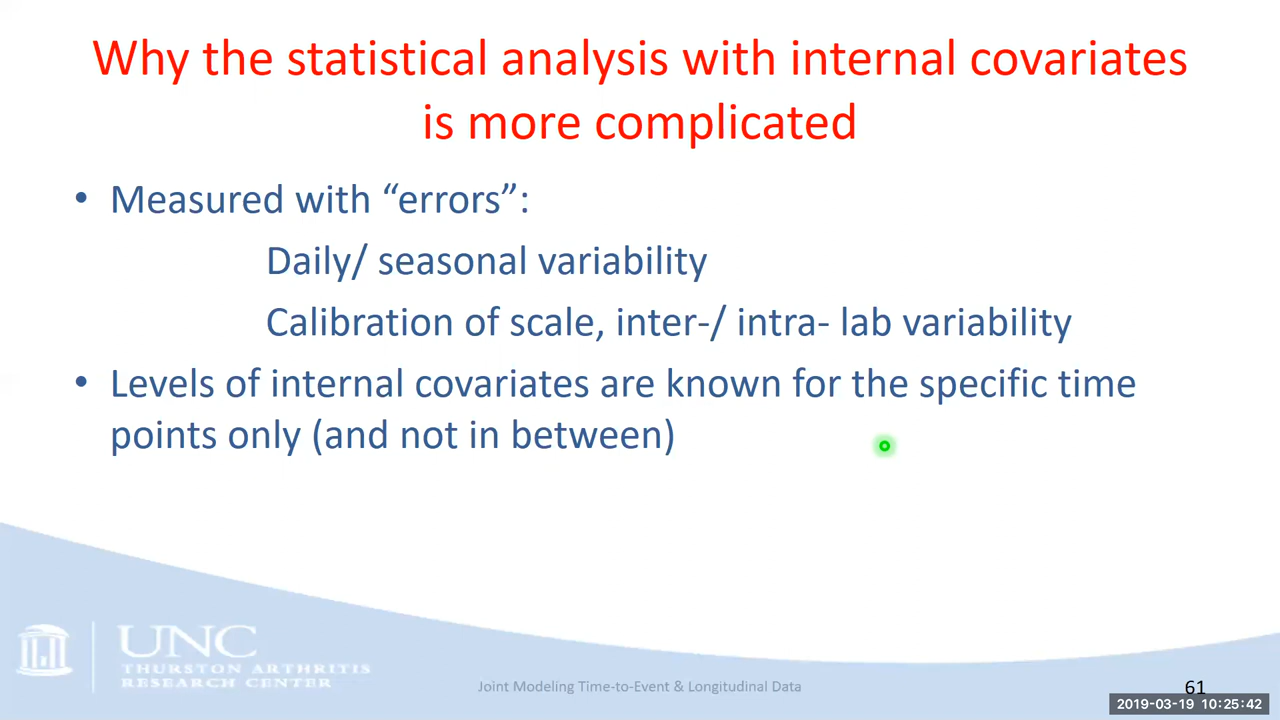 Why the statistical analysis with internal covariates
is more complicated
• Measured with “errors”:
Daily/ seasonal variability
Calibration of scale, inter-/ intra- lab variability
• Levels of internal covariates are known for the specific time
points only (and not in between)
UNC
THURSTON ARTHRITIS
RESEARCH CENTER
Joint Modeling Time-to-Event & Longitudinal Data
61
2019-03-19 10:25:42